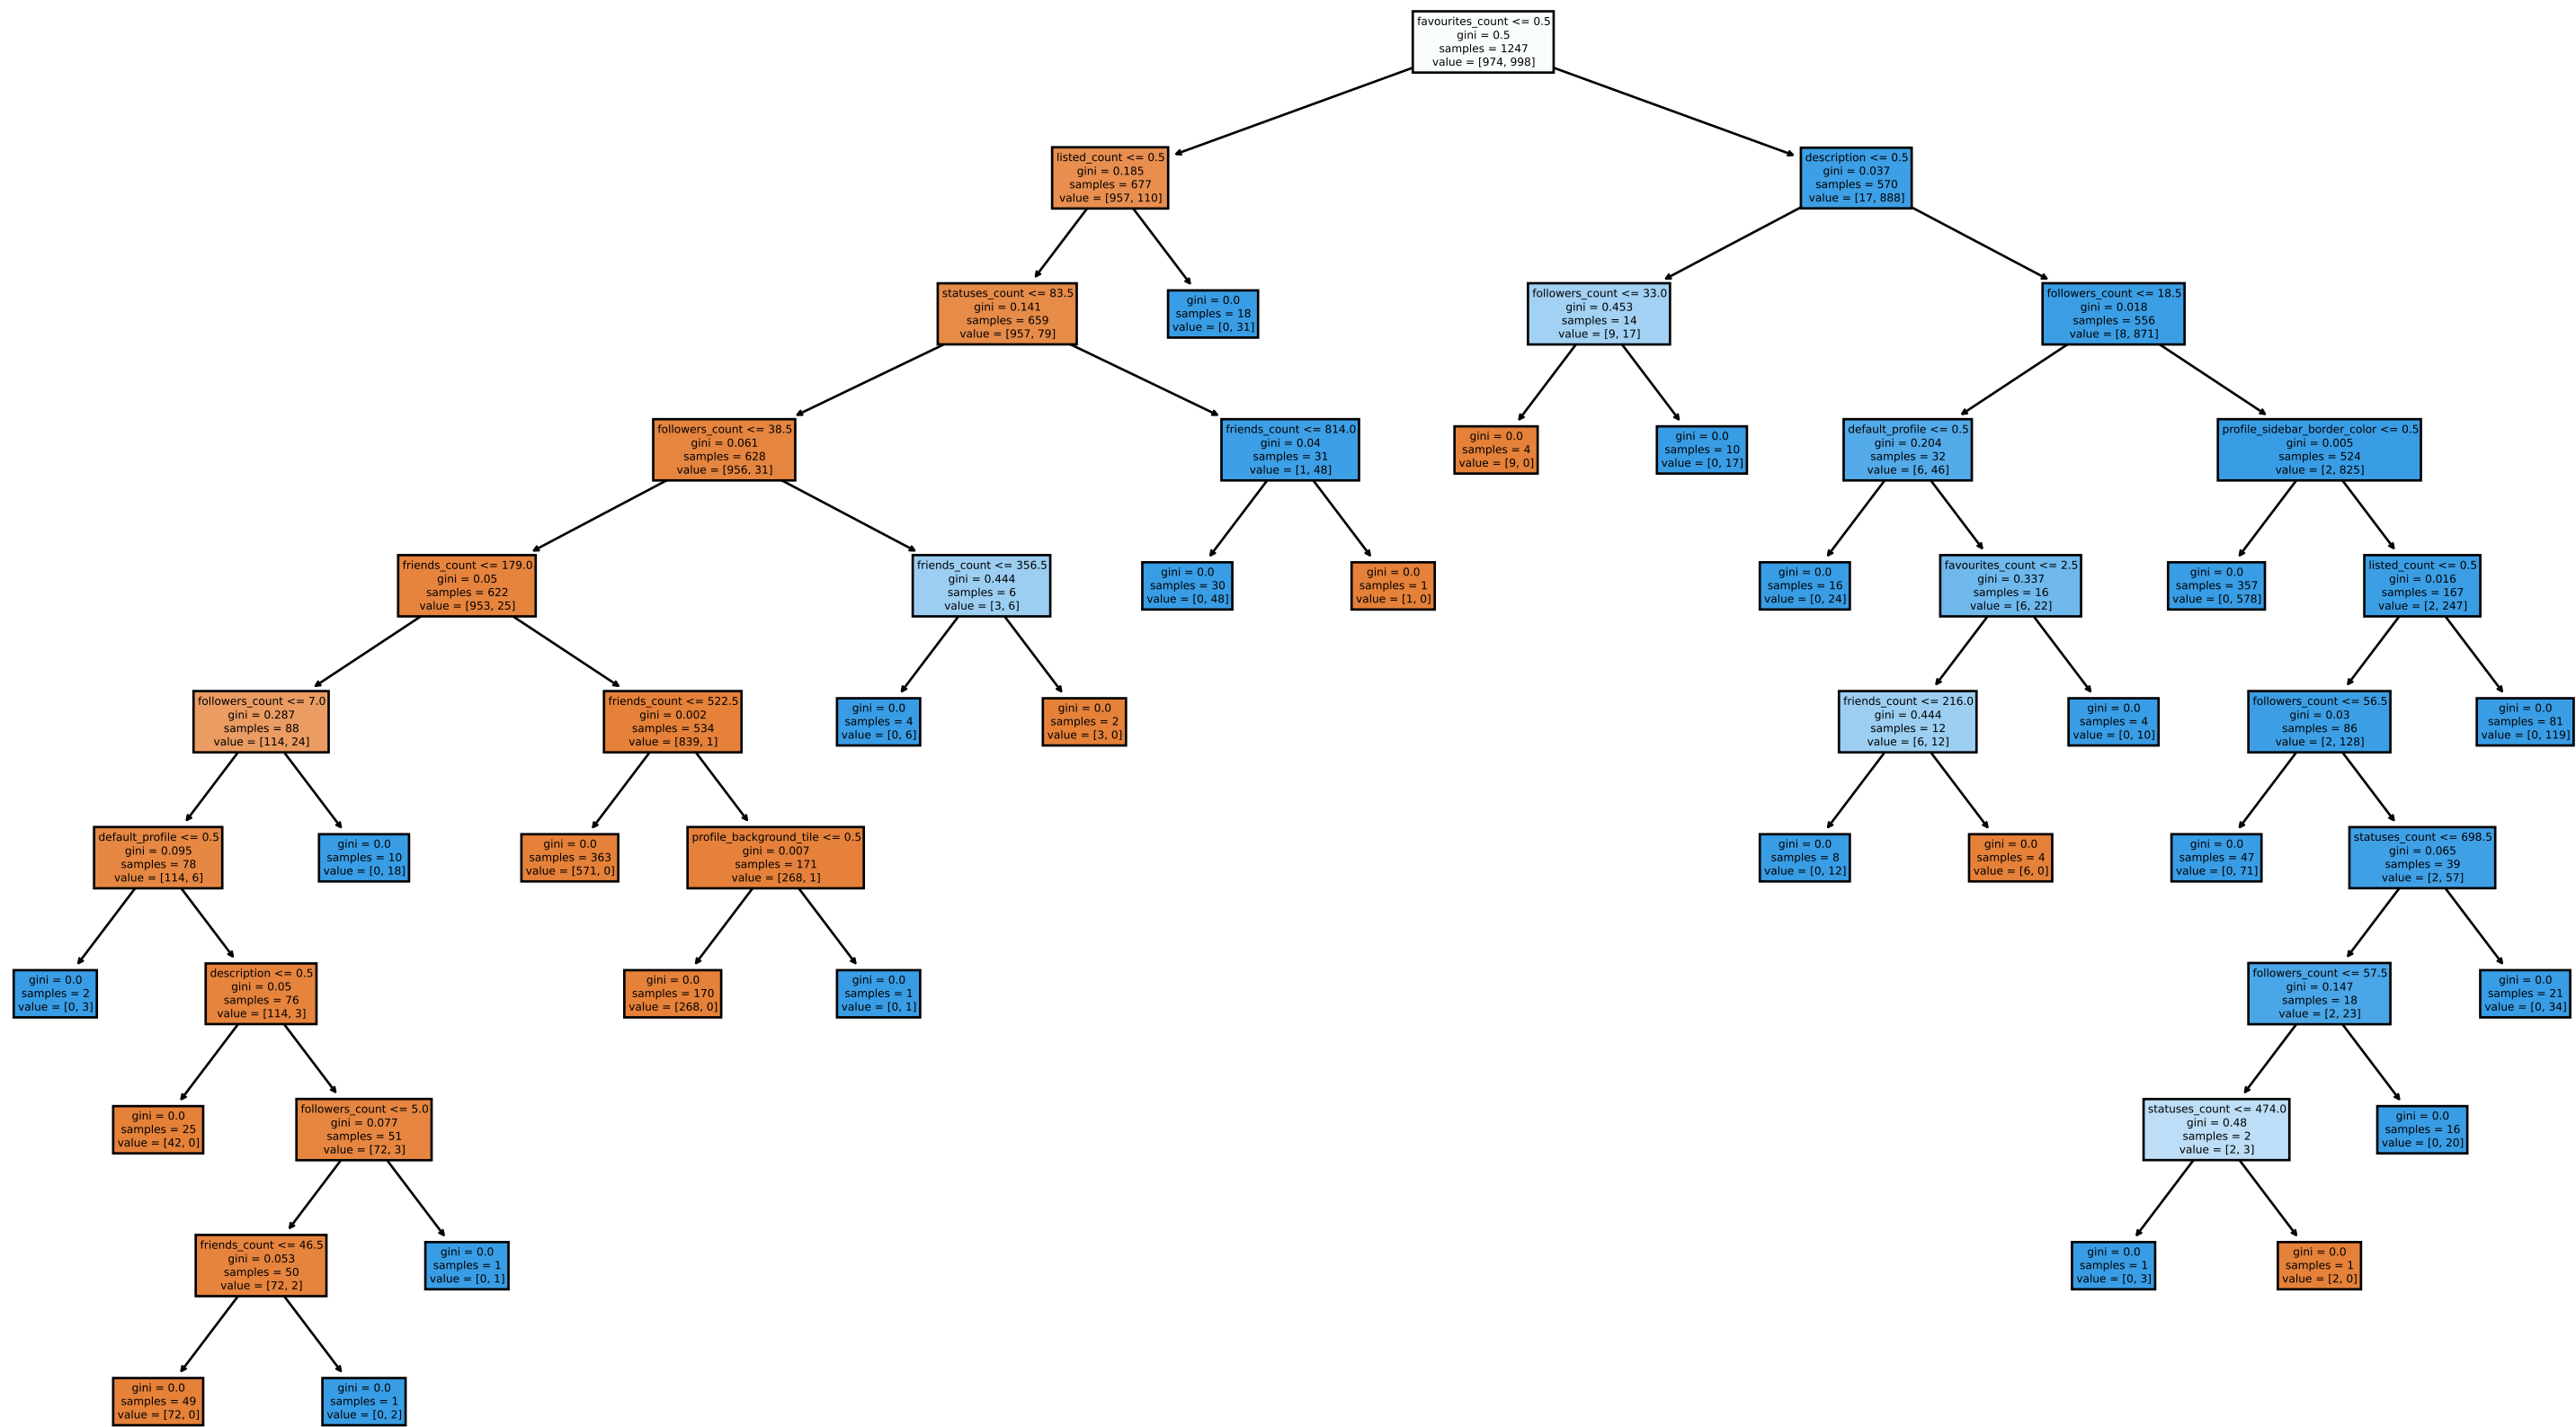 favourites_count <= 0.5
gini = 0.5
samples = 1247
value = [974, 998]
listed_count <= 0.5
gini = 0.185
samples = 677
value = [957, 110]
description <= 0.5
gini = 0.037
samples = 570
value = [17, 888]
statuses_count <= 83.5
gini = 0.141
samples = 659
value = [957, 79]
gini = 0.0
samples = 18
value = [0, 31]
followers_count <= 33.0
gini = 0.453
samples = 14
value = [9, 17]
followers_count <= 18.5
gini = 0.018
samples = 556
value = [8, 871]
followers_count <= 38.5
gini = 0.061
samples = 628
value = [956, 31]
friends_count <= 814.0
gini = 0.04
samples = 31
value = [1, 48]
gini = 0.0
samples = 4
value = [9, 0]
gini = 0.0
samples = 10
value = [0, 17]
default_profile <= 0.5
gini = 0.204
samples = 32
value = [6, 46]
profile_sidebar_border_color <= 0.5
gini = 0.005
samples = 524
value = [2, 825]
friends_count <= 179.0
gini = 0.05
samples = 622
value = [953, 25]
friends_count <= 356.5
gini = 0.444
samples = 6
value = [3, 6]
gini = 0.0
samples = 30
value = [0, 48]
gini = 0.0
samples = 1
value = [1, 0]
gini = 0.0
samples = 16
value = [0, 24]
favourites_count <= 2.5
gini = 0.337
samples = 16
value = [6, 22]
gini = 0.0
samples = 357
value = [0, 578]
listed_count <= 0.5
gini = 0.016
samples = 167
value = [2, 247]
followers_count <= 7.0
gini = 0.287
samples = 88
value = [114, 24]
friends_count <= 522.5
gini = 0.002
samples = 534
value = [839, 1]
gini = 0.0
samples = 4
value = [0, 6]
gini = 0.0
samples = 2
value = [3, 0]
friends_count <= 216.0
gini = 0.444
samples = 12
value = [6, 12]
gini = 0.0
samples = 4
value = [0, 10]
followers_count <= 56.5
gini = 0.03
samples = 86
value = [2, 128]
gini = 0.0
samples = 81
value = [0, 119]
default_profile <= 0.5
gini = 0.095
samples = 78
value = [114, 6]
gini = 0.0
samples = 10
value = [0, 18]
gini = 0.0
samples = 363
value = [571, 0]
profile_background_tile <= 0.5
gini = 0.007
samples = 171
value = [268, 1]
gini = 0.0
samples = 8
value = [0, 12]
gini = 0.0
samples = 4
value = [6, 0]
gini = 0.0
samples = 47
value = [0, 71]
statuses_count <= 698.5
gini = 0.065
samples = 39
value = [2, 57]
gini = 0.0
samples = 2
value = [0, 3]
description <= 0.5
gini = 0.05
samples = 76
value = [114, 3]
gini = 0.0
samples = 170
value = [268, 0]
gini = 0.0
samples = 1
value = [0, 1]
followers_count <= 57.5
gini = 0.147
samples = 18
value = [2, 23]
gini = 0.0
samples = 21
value = [0, 34]
gini = 0.0
samples = 25
value = [42, 0]
followers_count <= 5.0
gini = 0.077
samples = 51
value = [72, 3]
statuses_count <= 474.0
gini = 0.48
samples = 2
value = [2, 3]
gini = 0.0
samples = 16
value = [0, 20]
friends_count <= 46.5
gini = 0.053
samples = 50
value = [72, 2]
gini = 0.0
samples = 1
value = [0, 1]
gini = 0.0
samples = 1
value = [0, 3]
gini = 0.0
samples = 1
value = [2, 0]
gini = 0.0
samples = 49
value = [72, 0]
gini = 0.0
samples = 1
value = [0, 2]